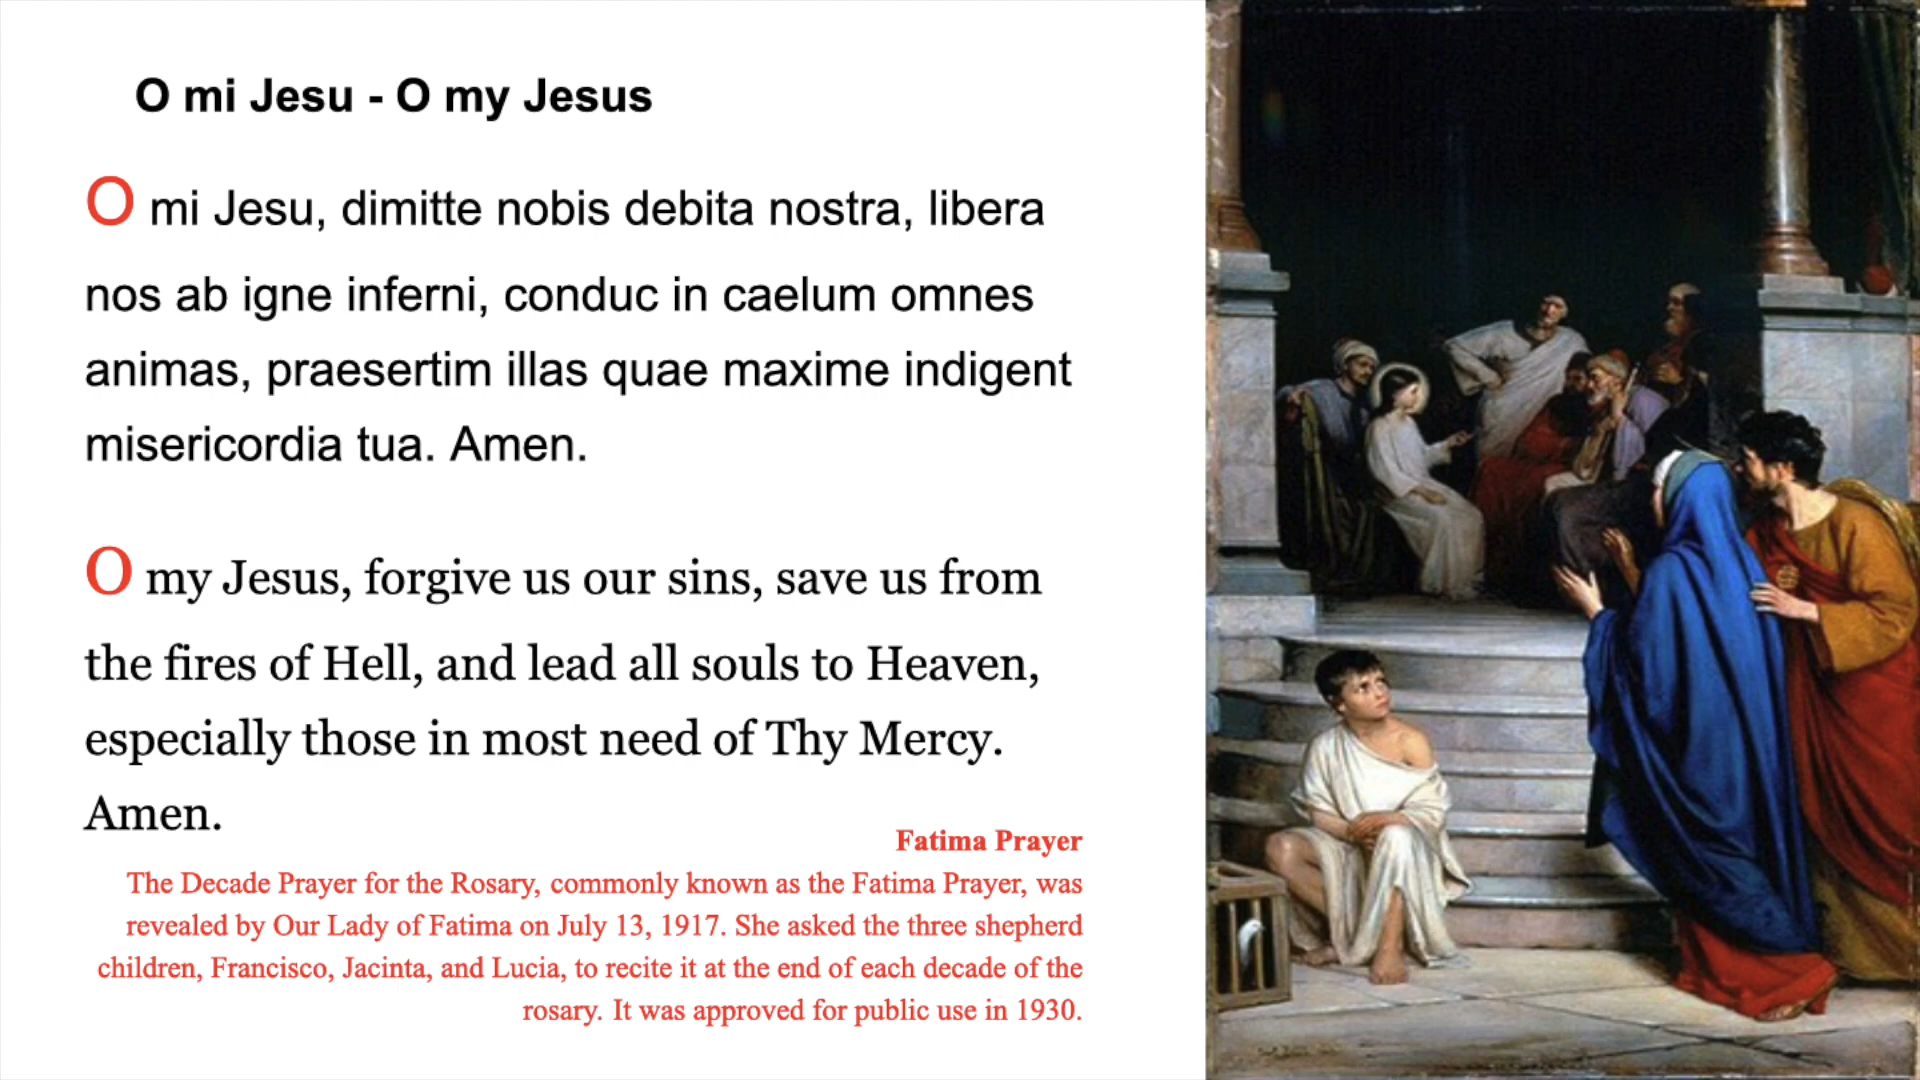 O mi Jesu - O my Jesus
O mi Jesu, dimitte nobis debita nostra, libera
nos ab igne inferni, conduc in caelum omnes
animas, praesertim illas quae maxime indigent
misericordia tua. Amen.
O my Jesus, forgive us our sins, save us from
the fires of Hell, and lead all souls to Heaven,
especially those in most need of Thy Mercy.
Amen.
Fatima Prayer
The Decade Prayer for the Rosary, commonly known as the Fatima Prayer, was
revealed by Our Lady of Fatima on July 13, 1917. She asked the three shepherd
children, Francisco, Jacinta, and Lucia, to recite it at the end of each decade of the
rosary. It was approved for public use in 1930.